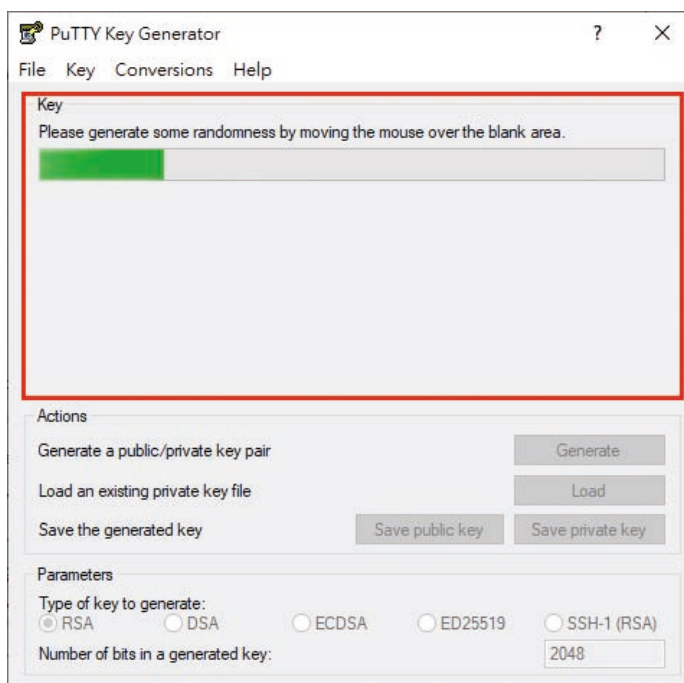 PuTTY Key Generator ?
File Key Conversions Help
Key
Please generate some randomness by moving the mouse over the blank area.
Actions
Generate a public/private key pair Generate
Load an existing private key file Load
Save the generated key Save public key Save private key
Parameters
Type of key to generate:
RSA DSA ECDSA ED25519 SSH-1 (RSA)
Number of bits in a generated key: 2048